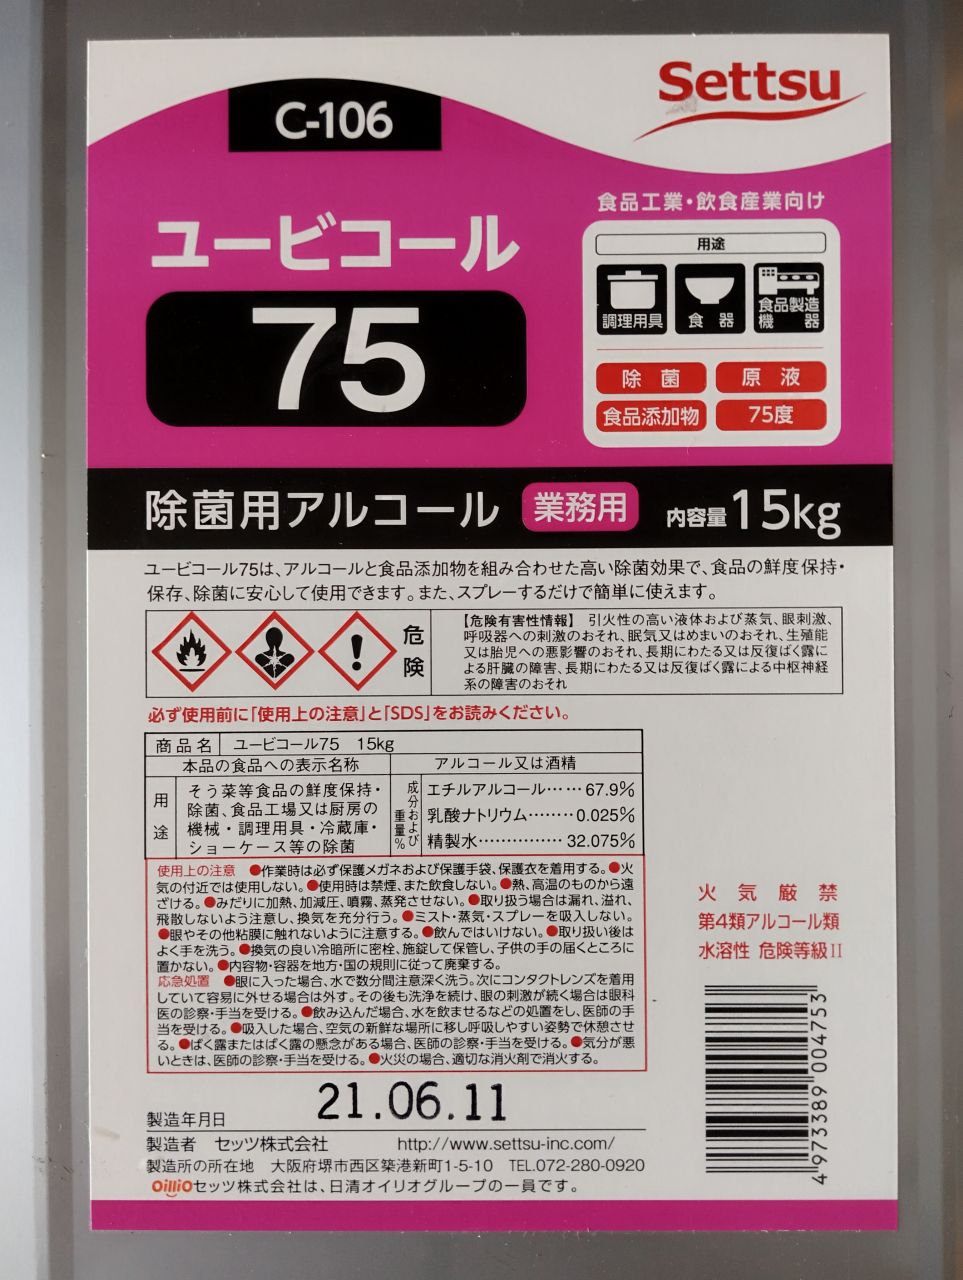 Settsu
C-106
食品工業・飲食産業向け
ユービコール
75
用途
調理用具
食器
食品製造機器
除菌
原液
食品添加物
75度
除菌用アルコール 業務用 内容量15kg
ユービコール75は、アルコールと食品添加物を組み合わせた高い除菌効果で、食品の鮮度保持・
保存、除菌に安心して使用できます。また、スプレーするだけで簡単に使えます。
危険
【危険有害性情報】 引火性の高い液体および蒸気、眼刺激、
呼吸器への刺激のおそれ、眠気又はめまいのおそれ、生殖能
又は胎児への悪影響のおそれ、長期にわたる又は反復ばく露に
よる肝臓の障害、長期にわたる又は反復ばく露による中枢神経
系の障害のおそれ
必ず使用前に「使用上の注意」と「SDS」をお読みください。
商品名 ユービコール75 15kg
本品の食品への表示名称 アルコール又は酒精
用途
そう菜等食品の鮮度保持・
除菌、食品工場又は厨房の
機械・調理用具・冷蔵庫・
ショーケース等の除菌
成分および重量%
エチルアルコール……67.9%
乳酸ナトリウム……0.025%
精製水……32.075%
使用上の注意 ●作業時は必ず保護メガネおよび保護手袋、保護衣を着用する。●火
気の付近では使用しない。●使用時は禁煙、また飲食しない。●熱、高温のものから遠
ざける。●みだりに加熱、加減圧、噴霧、蒸発させない。●取り扱う場合は漏れ、溢れ、
飛散しないよう注意し、換気を充分行う。●ミスト・蒸気・スプレーを吸入しない。
●眼やその他粘膜に触れないように注意する。●飲んではいけない。●取り扱い後は
よく手を洗う。●換気の良い冷暗所に密栓、施錠して保管し、子供の手の届くところに
置かない。●内容物・容器を地方・国の規則に従って廃棄する。
応急処置 ●眼に入った場合、水で数分間注意深く洗う。次にコンタクトレンズを着用
していて容易に外せる場合は外す。その後も洗浄を続け、眼の刺激が続く場合は眼科
医の診察・手当を受ける。●飲み込んだ場合、水を飲ませるなどの処置をし、医師の手
当を受ける。●吸入した場合、空気の新鮮な場所に移し呼吸しやすい姿勢で休憩させ
る。●ばく露またはばく露の懸念がある場合、医師の診察・手当を受ける。●気分が悪
いときは、医師の診察・手当を受ける。●火災の場合、適切な消火剤で消火する。
火気厳禁
第4類アルコール類
水溶性 危険等級II
4973389004753
製造年月日 21.06.11
製造者 セッツ株式会社 http://www.settsu-inc.com/
製造所の所在地 大阪府堺市西区築港新町1-5-10 TEL.072-280-0920
OilliOセッツ株式会社は、日清オイリオグループの一員です。